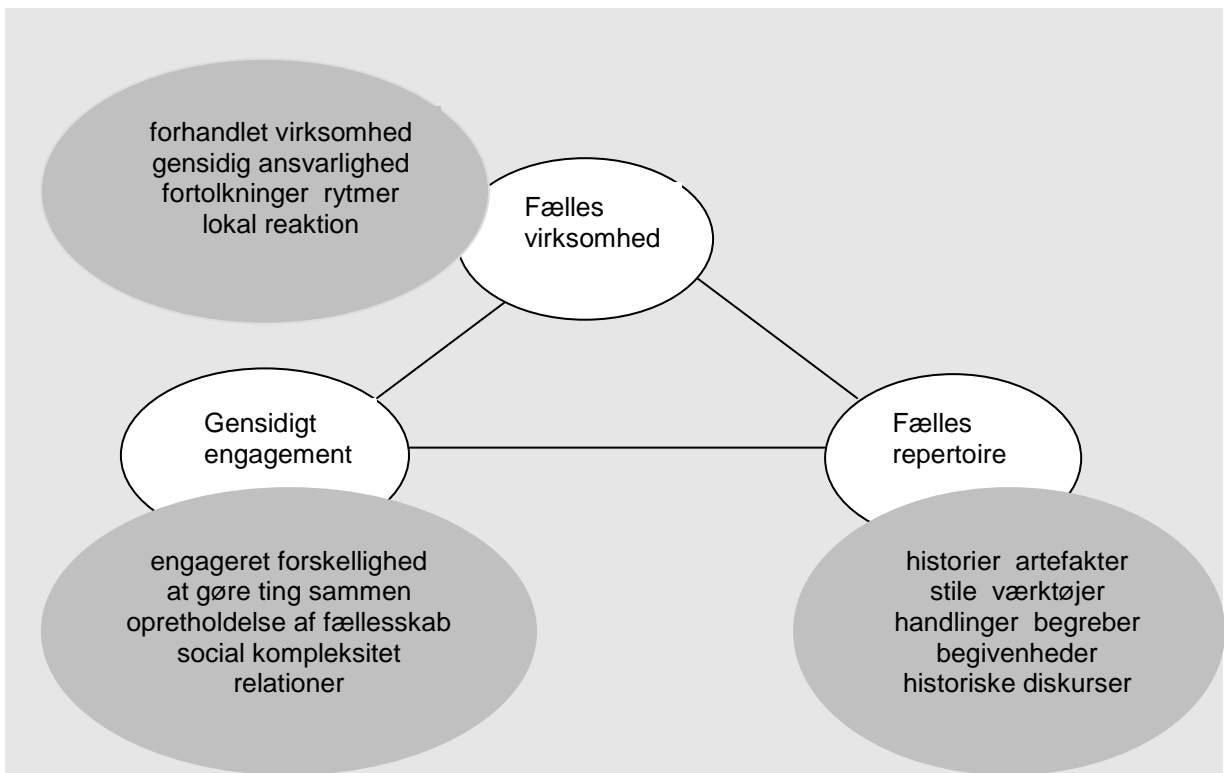 forhandlet virksomhed
gensidig ansvarlighed
fortolkninger rytmer
lokal reaktion
Fælles
virksomhed
Gensidigt
engagement
Fælles
repertoire
engageret forskellighed
at gøre ting sammen
opretholdelse af fællesskab
social kompleksitet
relationer
historier artefakter
stile værktøjer
handlinger begreber
begivenheder
historiske diskurser